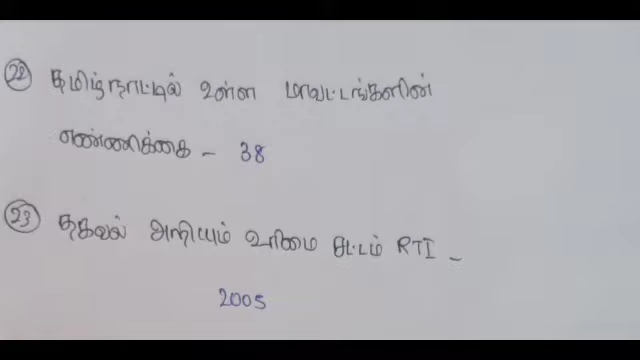 22 தமிழ்நாட்டில் உள்ள மாவட்டங்களின்
எண்ணிக்கை - 38
23 தகவல் அறியும் உரிமை சட்டம் RTI -
2005